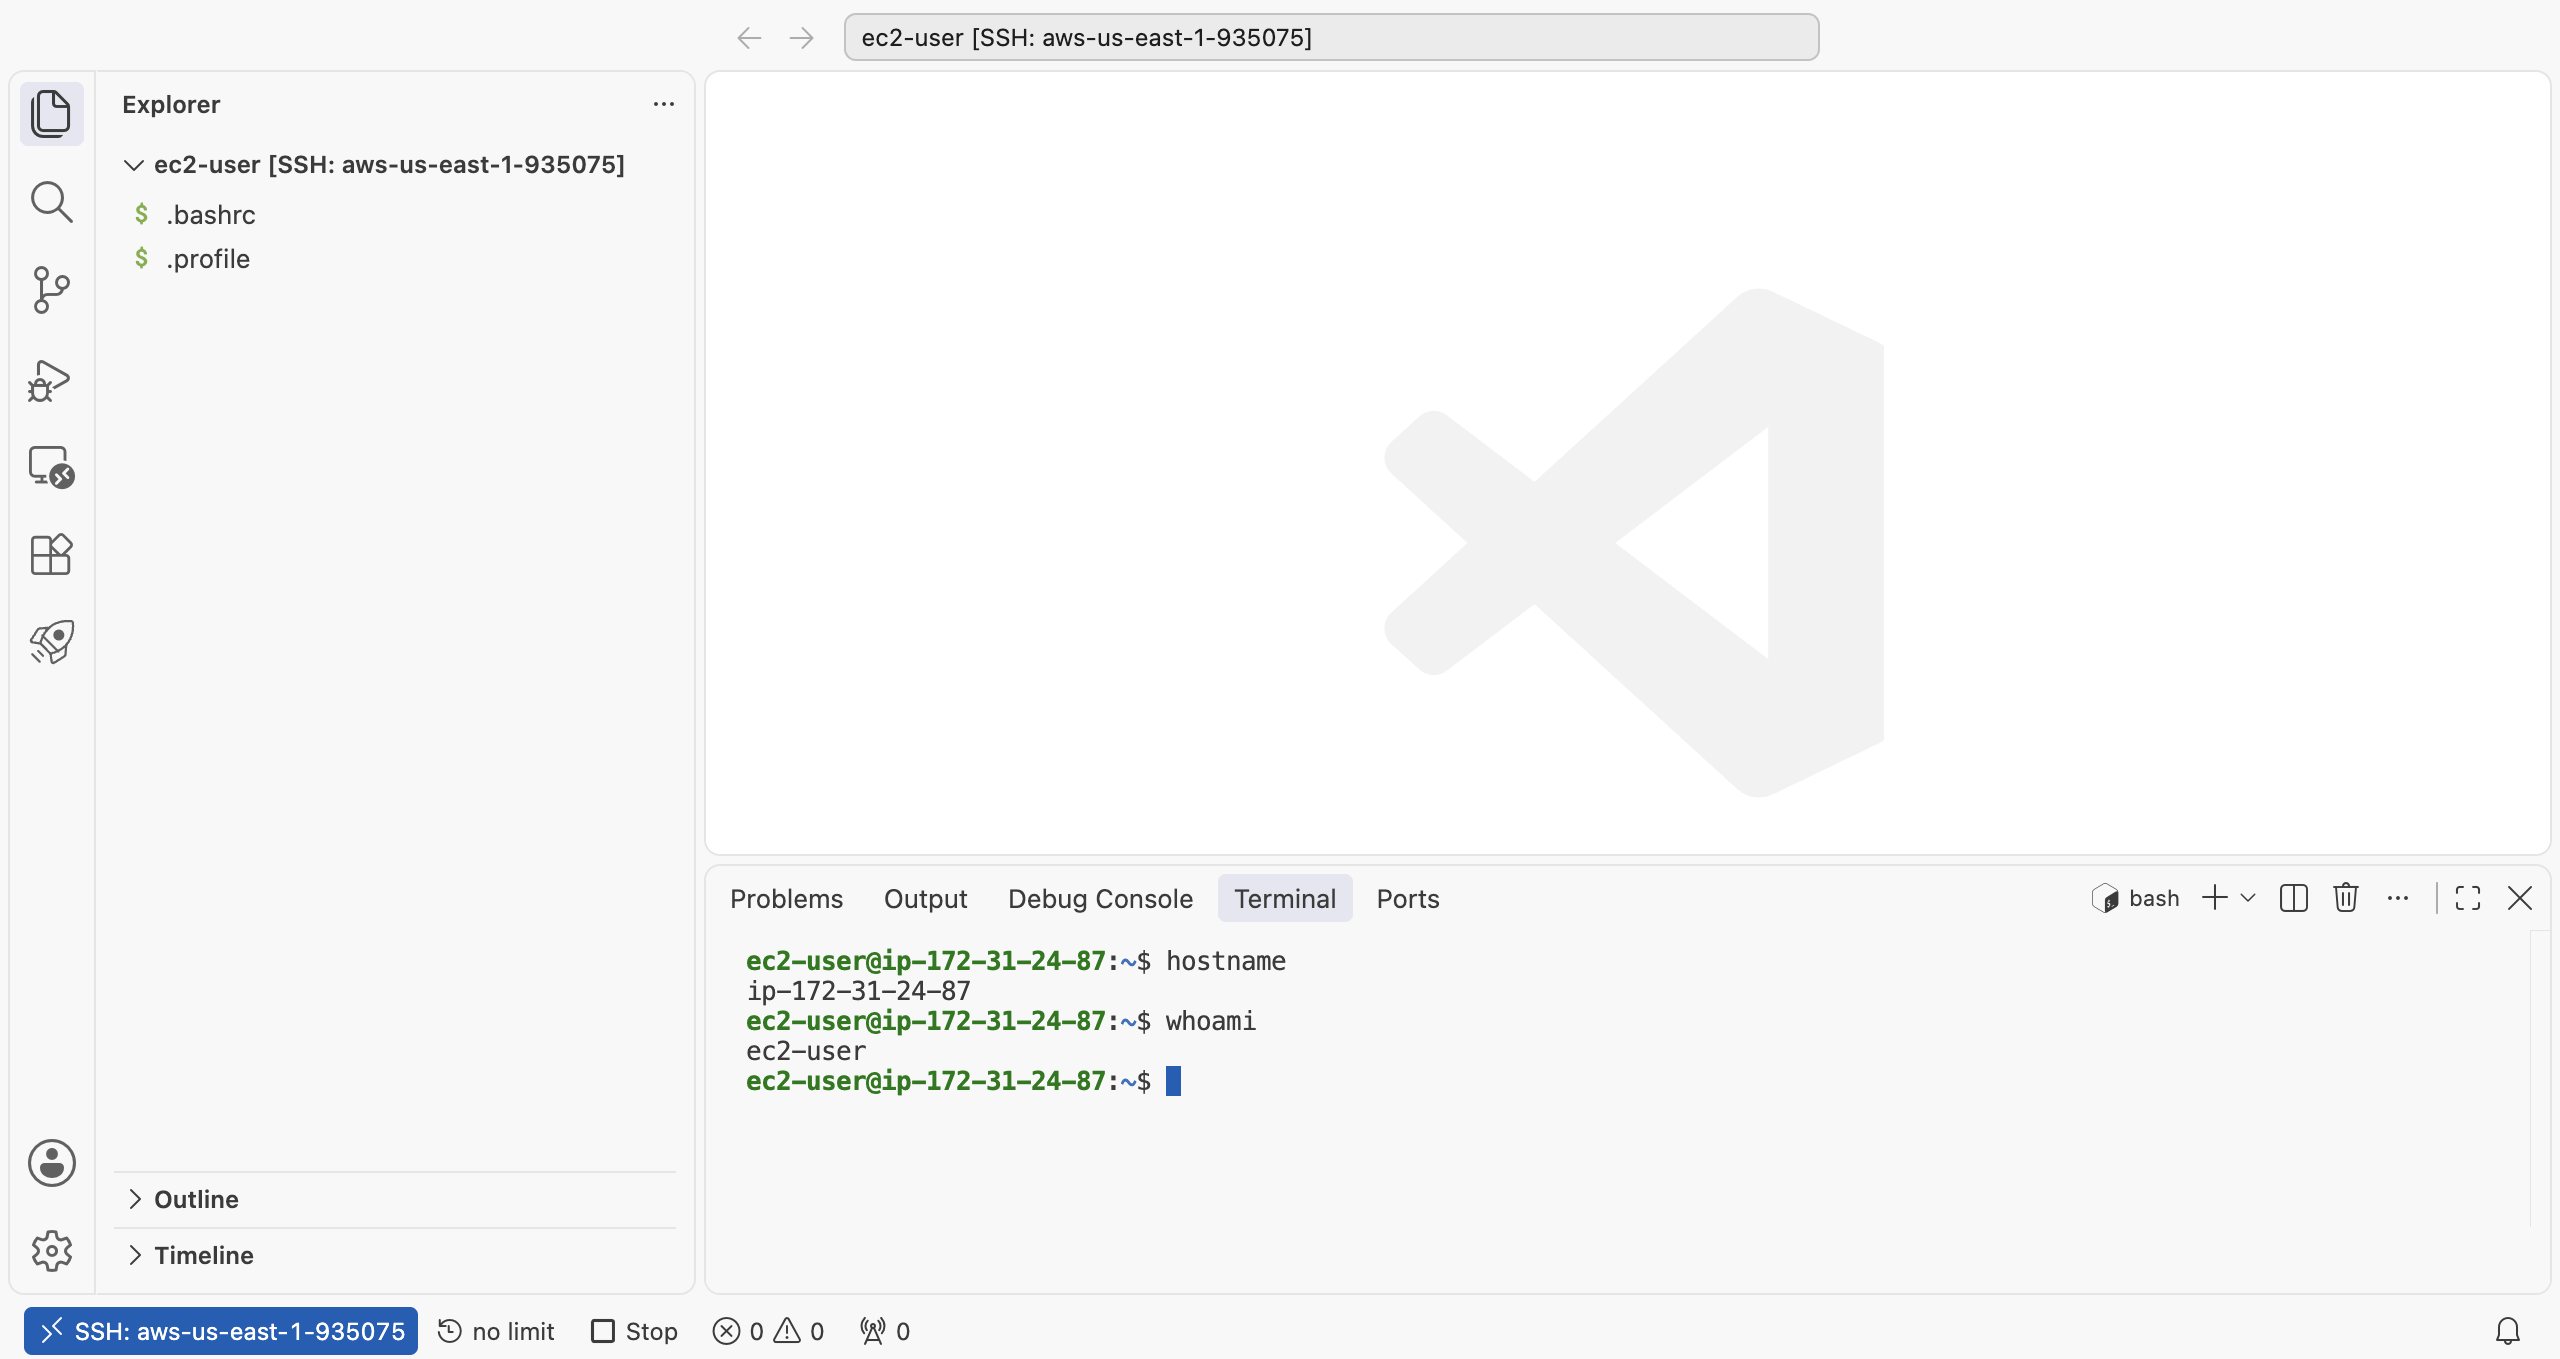 ec2-user [SSH: aws-us-east-1-935075]
Explorer
ec2-user [SSH: aws-us-east-1-935075]
$ .bashrc
$ .profile
Outline
Timeline
Problems Output Debug Console Terminal Ports
bash
ec2-user@ip-172-31-24-87:~$ hostname
ip-172-31-24-87
ec2-user@ip-172-31-24-87:~$ whoami
ec2-user
ec2-user@ip-172-31-24-87:~$
SSH: aws-us-east-1-935075 no limit Stop 0 0 0